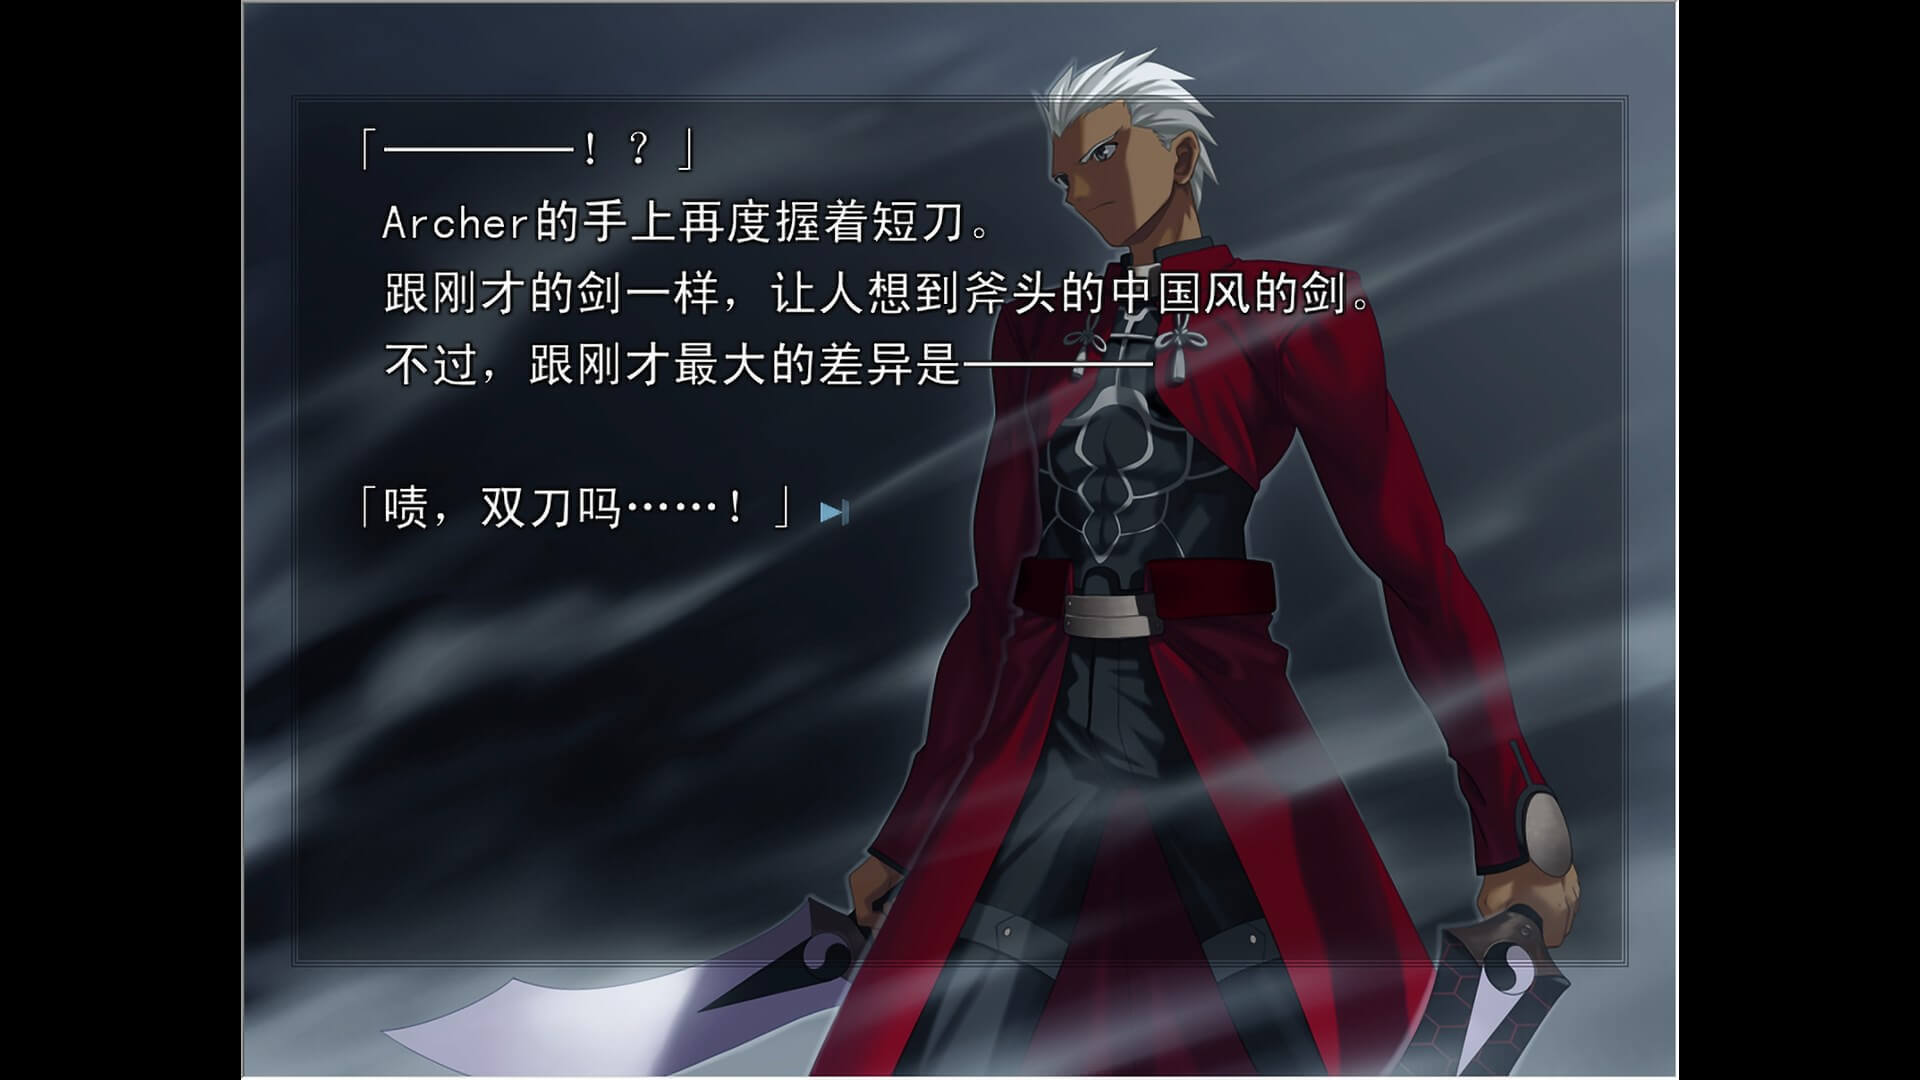 「————！？」
Archer的手上再度握着短刀。
跟刚才的剑一样，让人想到斧头的中国风的剑。
不过，跟刚才最大的差异是————
「啧，双刀吗……！」